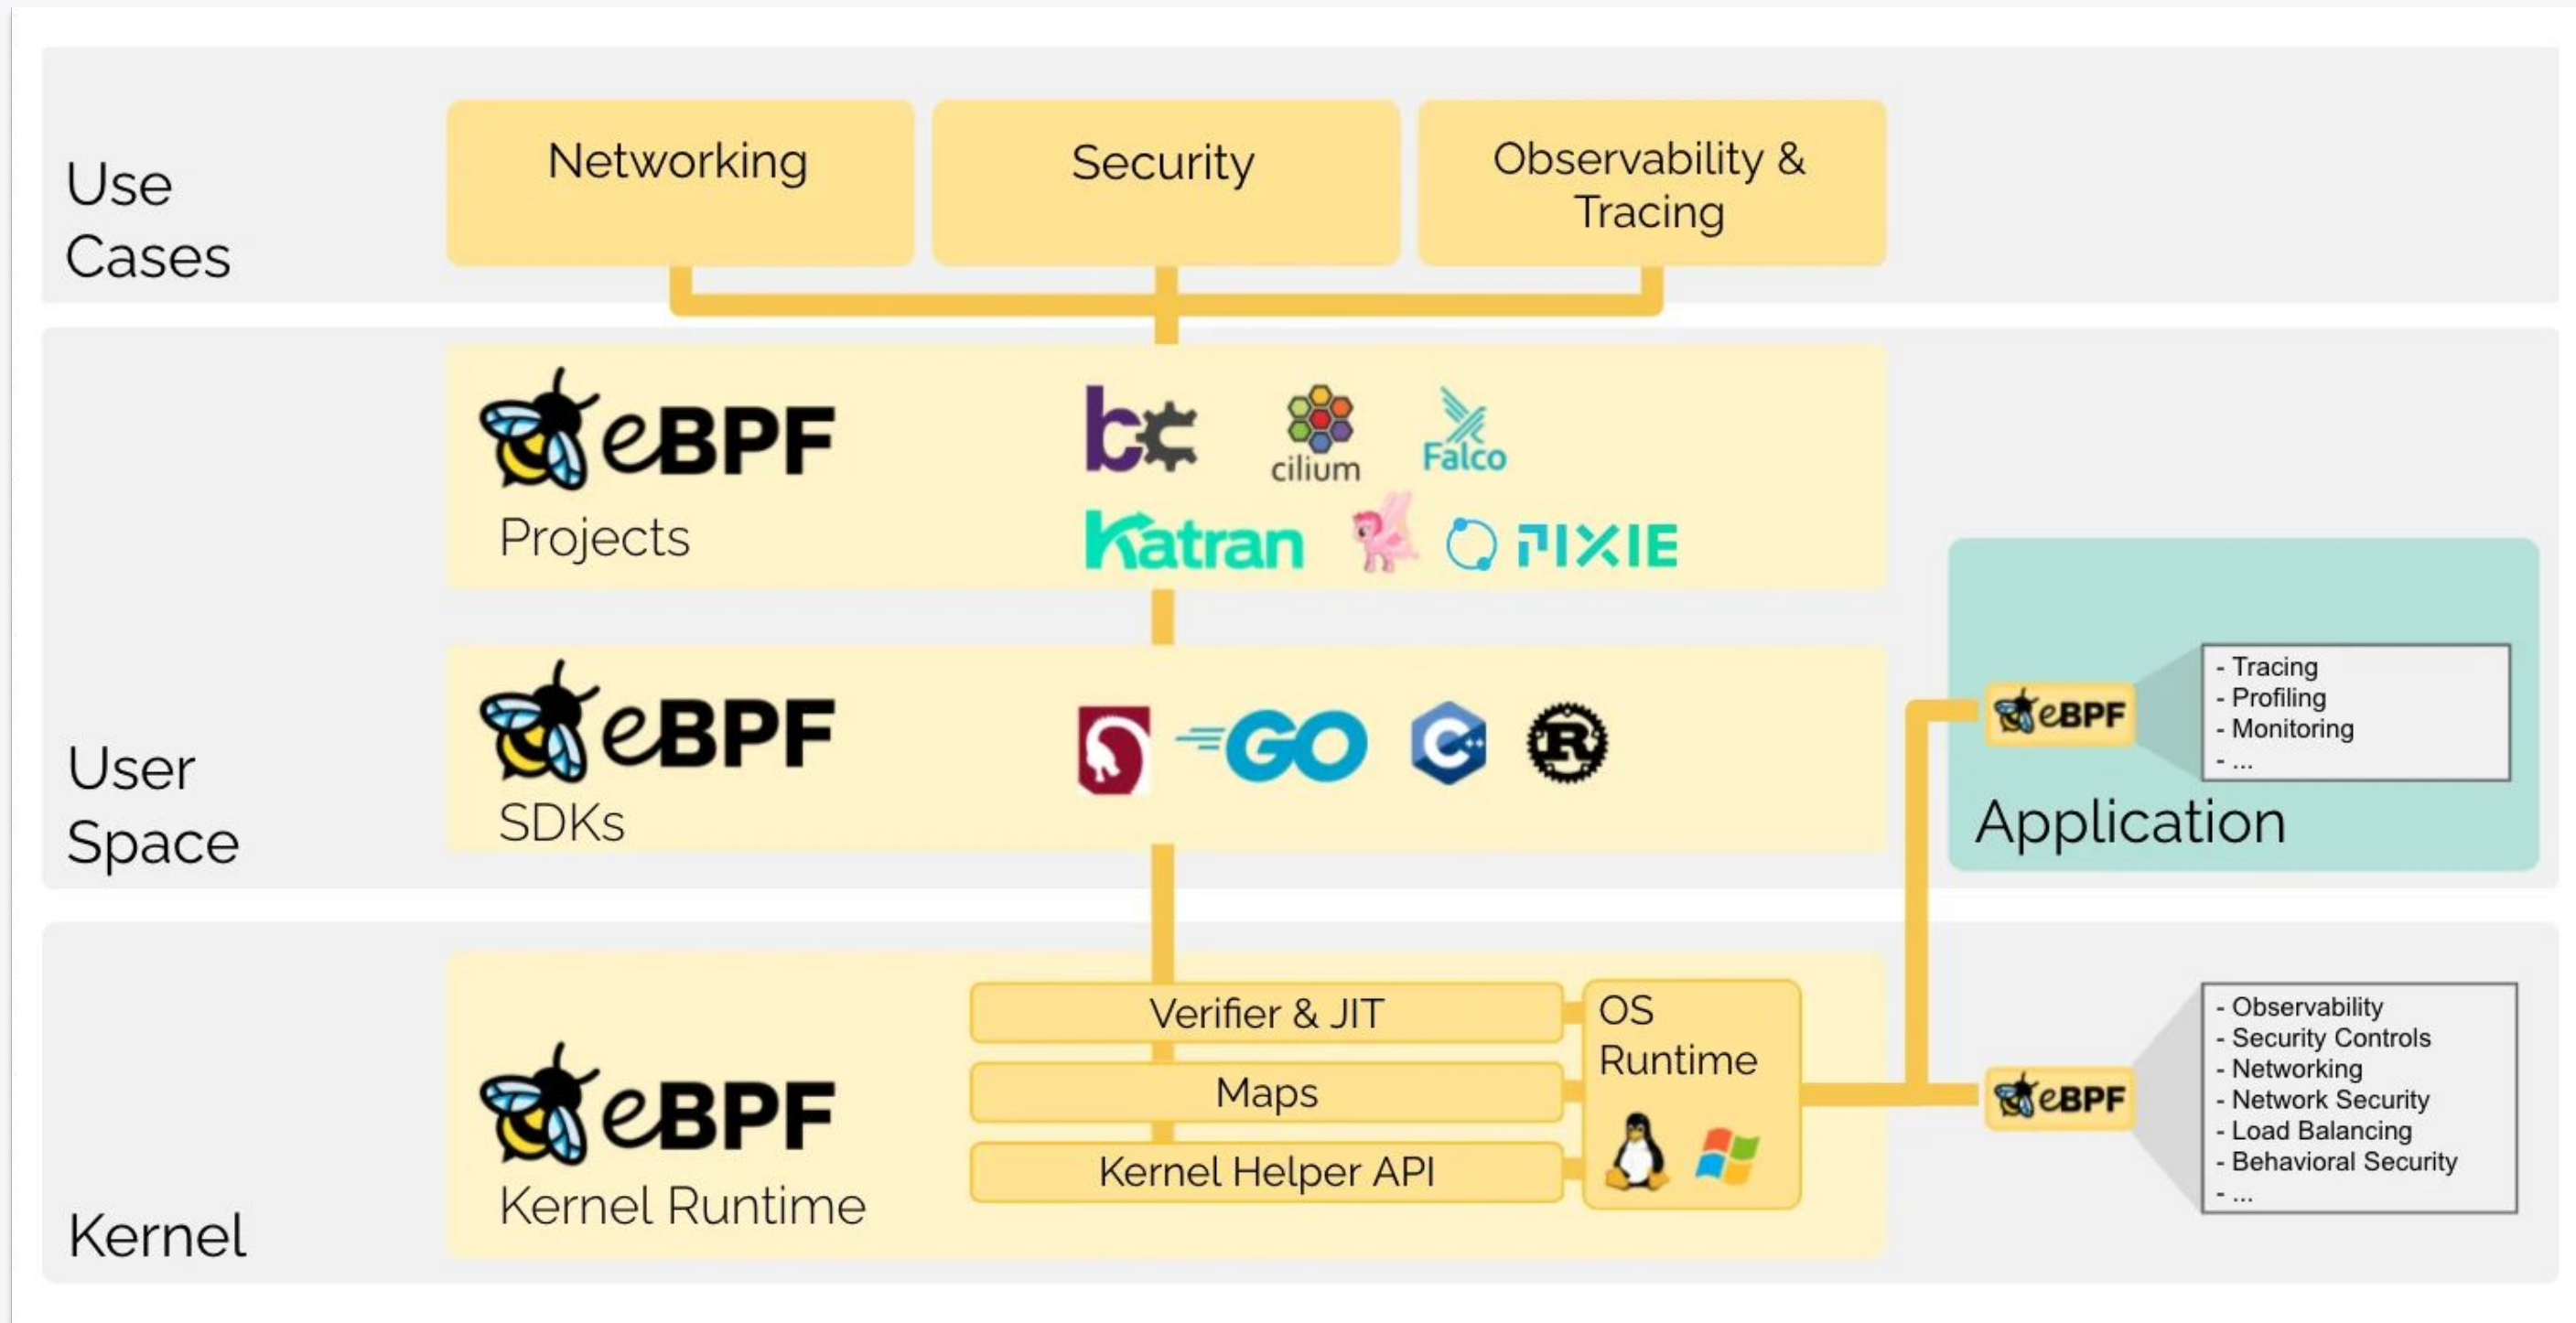 Use
Cases
Networking
Security
Observability &
Tracing
User
Space
eBPF
Projects
bc
cilium
Falco
Katran
PIXIE
eBPF
SDKs
GO
C++
R
eBPF
- Tracing
- Profiling
- Monitoring
- ...
Application
Kernel
eBPF
Kernel Runtime
Verifier & JIT
Maps
Kernel Helper API
OS
Runtime
eBPF
- Observability
- Security Controls
- Networking
- Network Security
- Load Balancing
- Behavioral Security
- ...